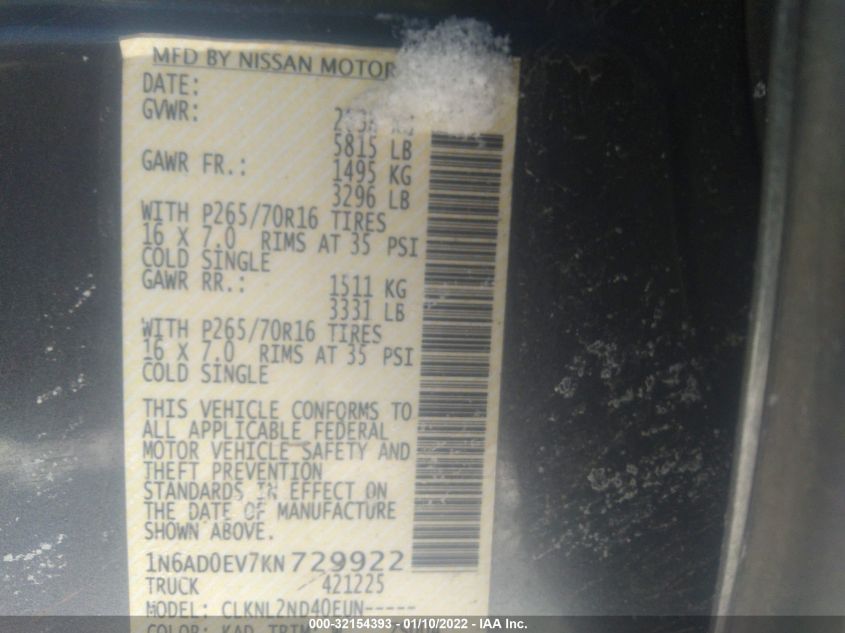 MFD BY NISSAN MOTOR
DATE:
GVWR:
5815 LB
GAWR FR.: 1495 KG
3296 LB
WITH P265/70R16 TIRES
16 X 7.0 RIMS AT 35 PSI
COLD SINGLE
GAWR RR.: 1511 KG
3331 LB
WITH P265/70R16 TIRES
16 X 7.0 RIMS AT 35 PSI
COLD SINGLE
THIS VEHICLE CONFORMS TO
ALL APPLICABLE FEDERAL
MOTOR VEHICLE SAFETY AND
THEFT PREVENTION
STANDARDS IN EFFECT ON
THE DATE OF MANUFACTURE
SHOWN ABOVE.
1N6AD0EV7KN729922
TRUCK 421225
MODEL: CLKNL2ND40EUN-----
COLOR: KAD TRIM:
000-32154393 - 01/10/2022 - IAA Inc.